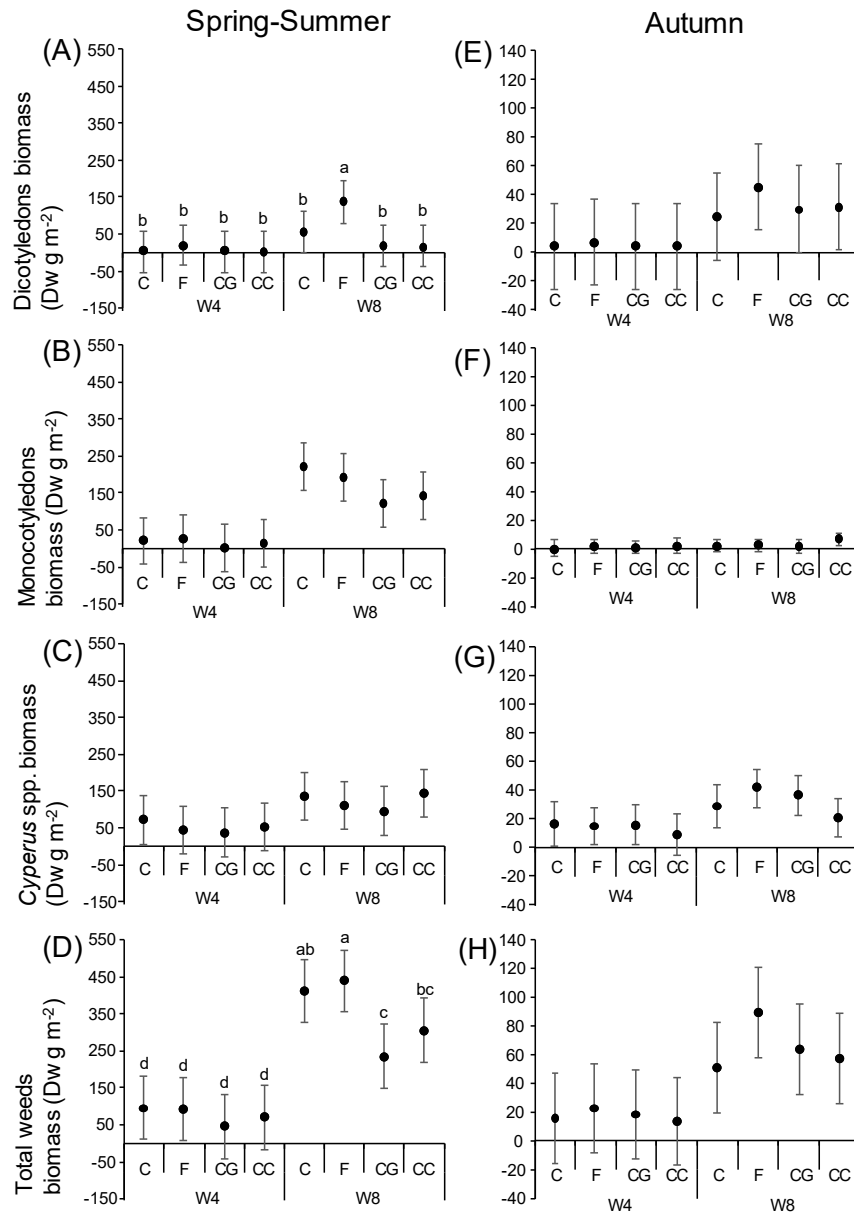 Spring-Summer
Autumn
(A)
550
450
350
250
150
50
-50
-150
Dicotyledons biomass
(Dw g m-2)
b b b b b a b b
C F CG CC C F CG CC
W4 W8
(E)
140
120
100
80
60
40
20
0
-20
-40
C F CG CC C F CG CC
W4 W8
(B)
550
450
350
250
150
50
-50
-150
Monocotyledons
biomass (Dw g m-2)
C F CG CC C F CG CC
W4 W8
(F)
140
120
100
80
60
40
20
0
-20
-40
C F CG CC C F CG CC
W4 W8
(C)
550
450
350
250
150
50
-50
-150
Cyperus spp. biomass
(Dw g m-2)
C F CG CC C F CG CC
W4 W8
(G)
140
120
100
80
60
40
20
0
-20
-40
C F CG CC C F CG CC
W4 W8
(D)
550
450
350
250
150
50
-50
-150
Total weeds
biomass (Dw g m-2)
d d d d ab a c bc
C F CG CC C F CG CC
W4 W8
(H)
140
120
100
80
60
40
20
0
-20
-40
C F CG CC C F CG CC
W4 W8